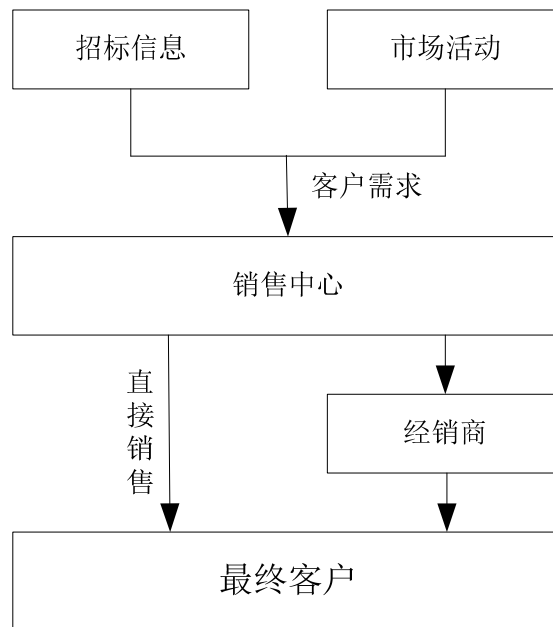 招标信息
市场活动
客户需求
销售中心
直接销售
经销商
最终客户